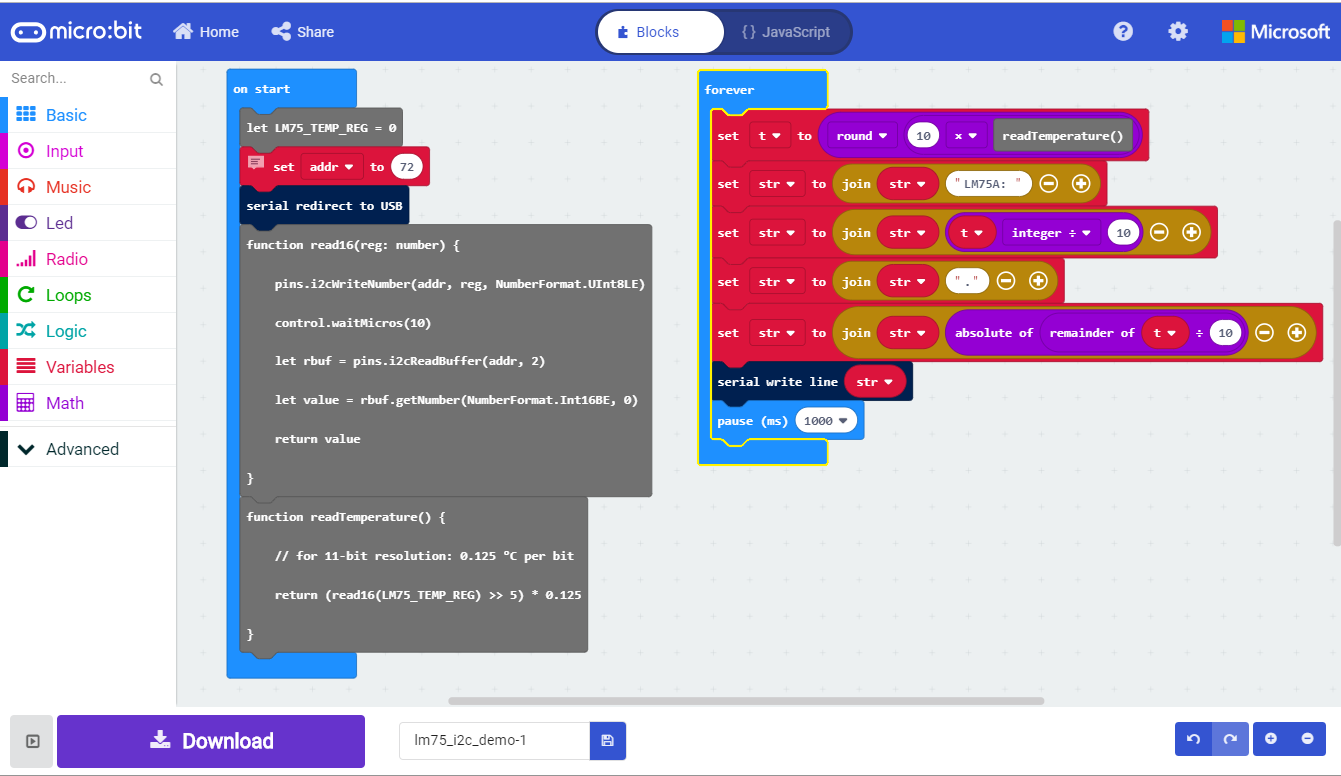 micro:bit Home Share Blocks {} JavaScript ? Microsoft
Search...
Basic
Input
Music
Led
Radio
Loops
Logic
Variables
Math
Advanced
on start
let LM75_TEMP_REG = 0
set addr to 72
serial redirect to USB
function read16(reg: number) {
pins.i2cWriteNumber(addr, reg, NumberFormat.UInt8LE)
control.waitMicros(10)
let rbuf = pins.i2cReadBuffer(addr, 2)
let value = rbuf.getNumber(NumberFormat.Int16BE, 0)
return value
}
function readTemperature() {
// for 11-bit resolution: 0.125 °C per bit
return (read16(LM75_TEMP_REG) >> 5) * 0.125
}
forever
set t to round 10 x readTemperature()
set str to join str "LM75A: "
set str to join str t integer ÷ 10
set str to join str "."
set str to join str absolute of remainder of t ÷ 10
serial write line str
pause (ms) 1000
Download
lm75_i2c_demo-1